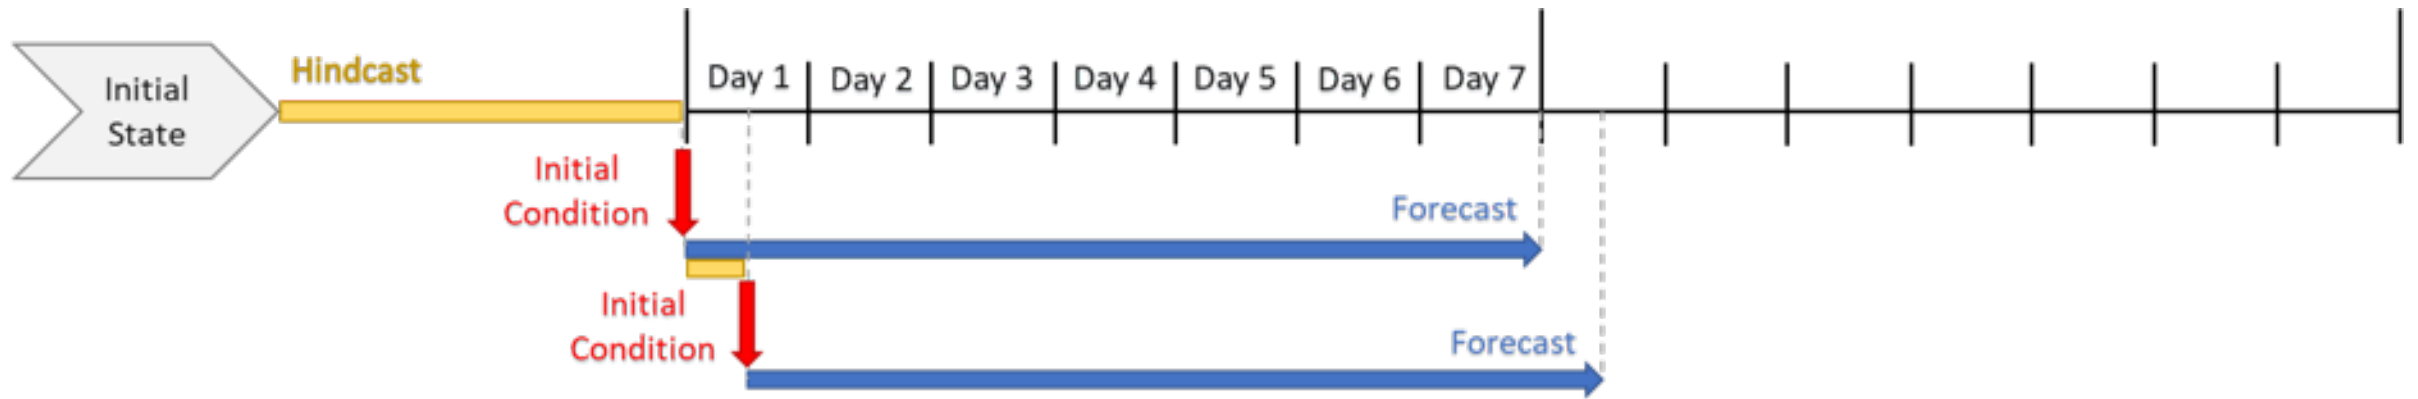 Initial
State
Hindcast
Day 1 Day 2 Day 3 Day 4 Day 5 Day 6 Day 7
Initial
Condition
Forecast
Initial
Condition
Forecast